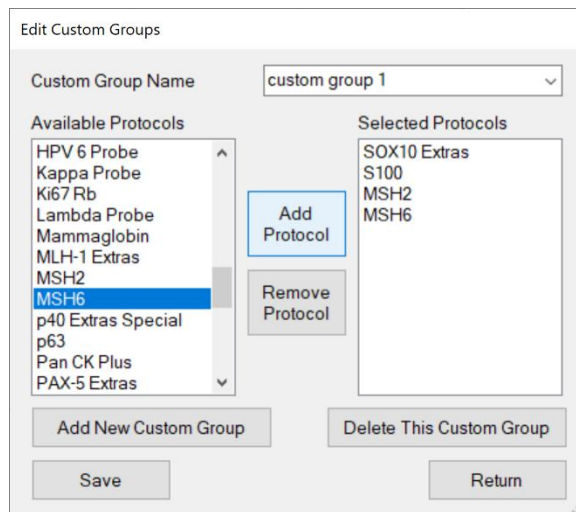 Edit Custom Groups
Custom Group Name
custom group 1
Available Protocols
HPV 6 Probe
Kappa Probe
Ki67 Rb
Lambda Probe
Mammaglobin
MLH-1 Extras
MSH2
MSH6
p40 Extras Special
p63
Pan CK Plus
PAX-5 Extras
Add
Protocol
Remove
Protocol
Selected Protocols
SOX10 Extras
S100
MSH2
MSH6
Add New Custom Group
Delete This Custom Group
Save
Return